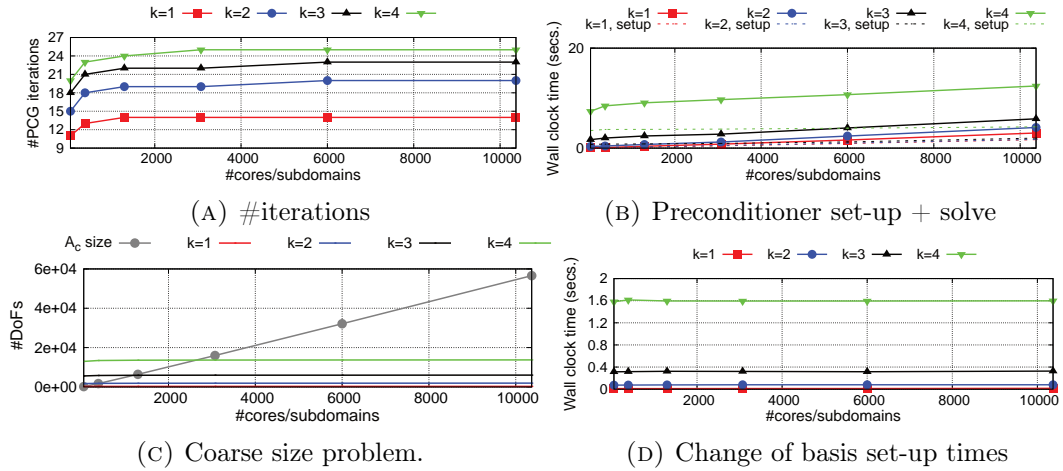 k=1 k=2 k=3 k=4
#PCG iterations
27
24
21
18
15
12
9
2000 4000 6000 8000 10000
#cores/subdomains
(A) #iterations
k=1 k=2 k=3 k=4
k=1, setup k=2, setup k=3, setup k=4, setup
Wall clock time (secs.)
20
10
0
2000 4000 6000 8000 10000
#cores/subdomains
(B) Preconditioner set-up + solve
A_c size k=1 k=2 k=3 k=4
#DoFs
6e+04
4e+04
2e+04
0e+00
2000 4000 6000 8000 10000
#cores/subdomains
(C) Coarse size problem.
k=1 k=2 k=3 k=4
Wall clock time (secs.)
2
1.6
1.2
0.8
0.4
0
2000 4000 6000 8000 10000
#cores/subdomains
(D) Change of basis set-up times